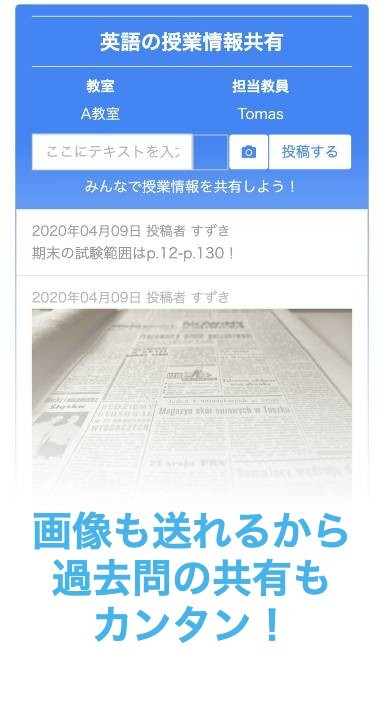 英語の授業情報共有
教室 担当教員
A教室 Tomas
ここにテキストを入力 投稿する
みんなで授業情報を共有しよう！
2020年04月09日 投稿者 すずき
期末の試験範囲はp.12-p.130！
2020年04月09日 投稿者 すずき
Magazyn skór surowych w Toszku
画像も送れるから
過去問の共有も
カンタン！